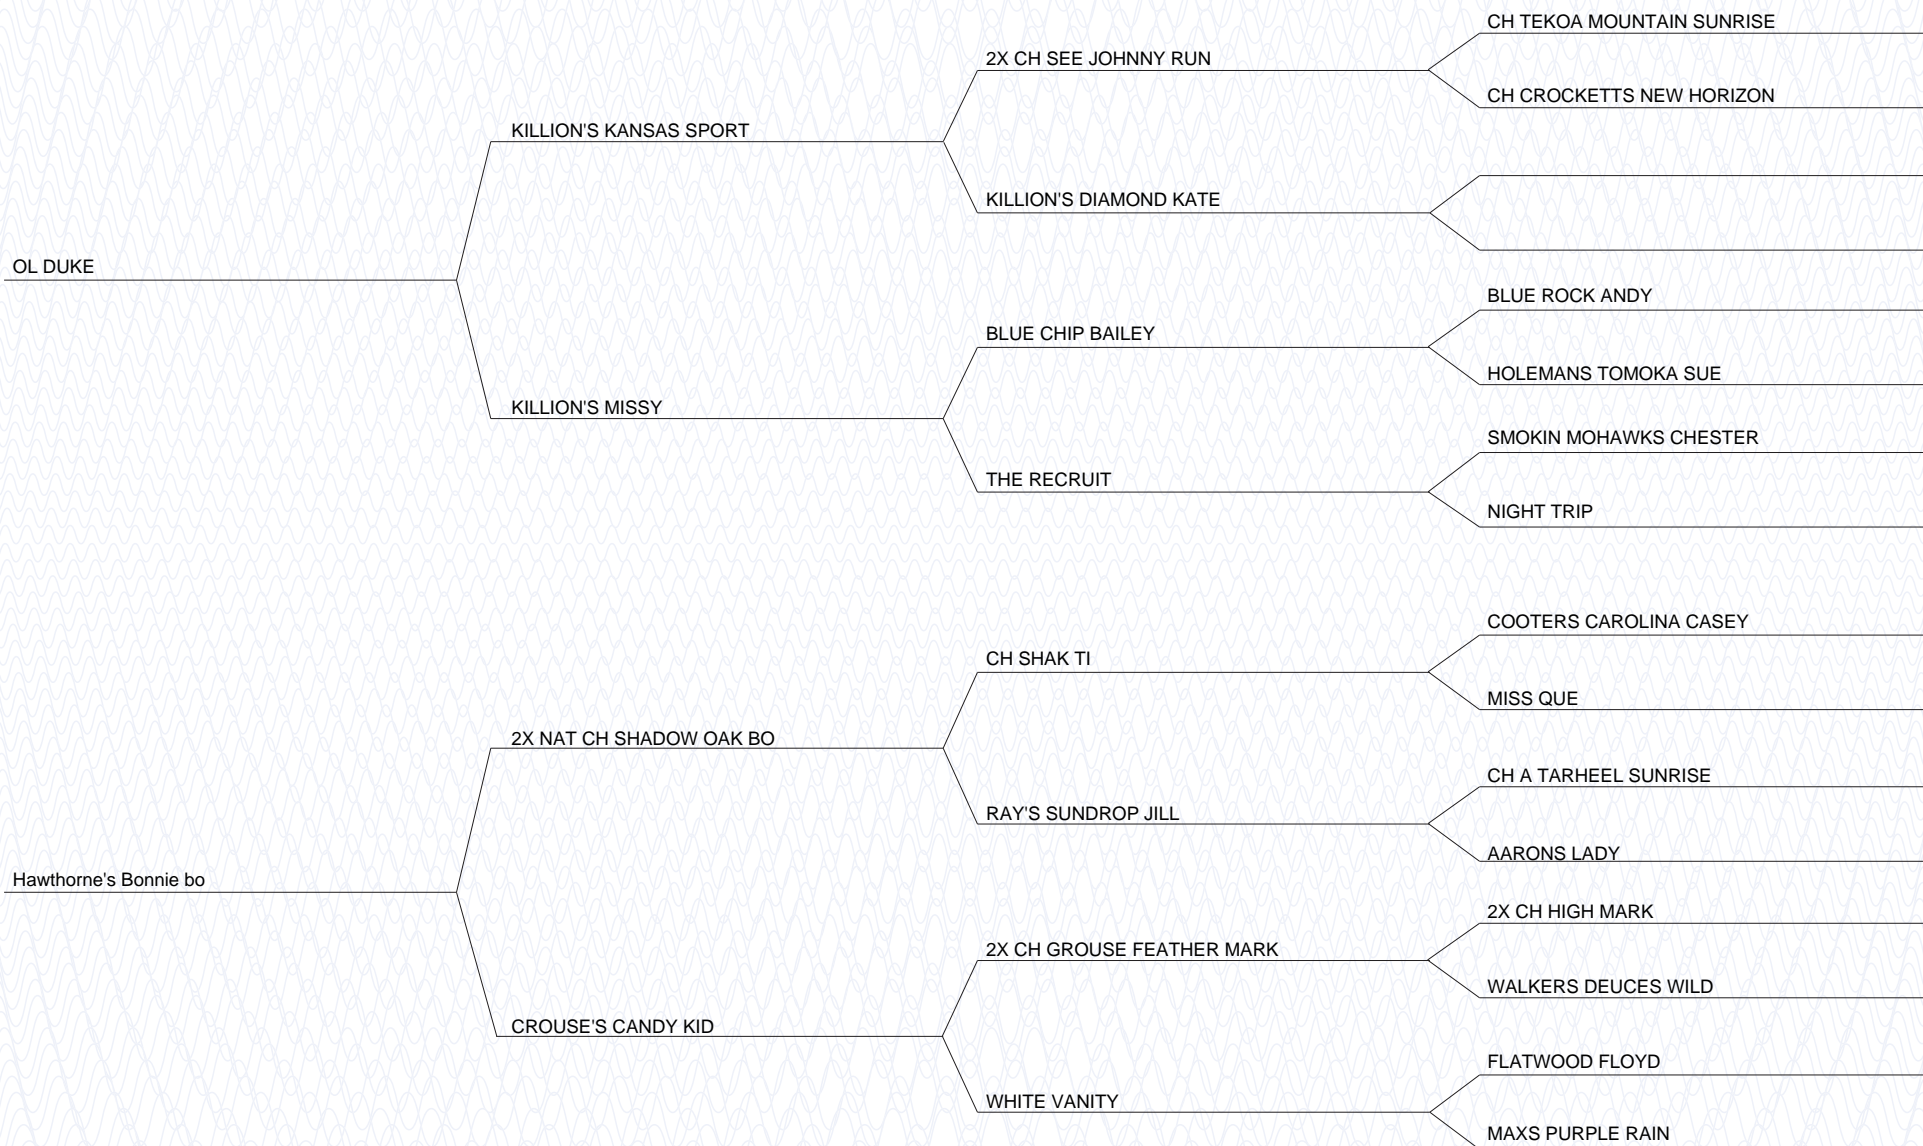 CH TEKOA MOUNTAIN SUNRISE
2X CH SEE JOHNNY RUN
CH CROCKETTS NEW HORIZON
KILLION'S KANSAS SPORT
KILLION'S DIAMOND KATE
OL DUKE
BLUE ROCK ANDY
BLUE CHIP BAILEY
HOLEMANS TOMOKA SUE
KILLION'S MISSY
SMOKIN MOHAWKS CHESTER
THE RECRUIT
NIGHT TRIP
COOTERS CAROLINA CASEY
CH SHAK TI
MISS QUE
2X NAT CH SHADOW OAK BO
CH A TARHEEL SUNRISE
RAY'S SUNDROP JILL
AARONS LADY
Hawthorne's Bonnie bo
2X CH HIGH MARK
2X CH GROUSE FEATHER MARK
WALKERS DEUCES WILD
CROUSE'S CANDY KID
FLATWOOD FLOYD
WHITE VANITY
MAXS PURPLE RAIN